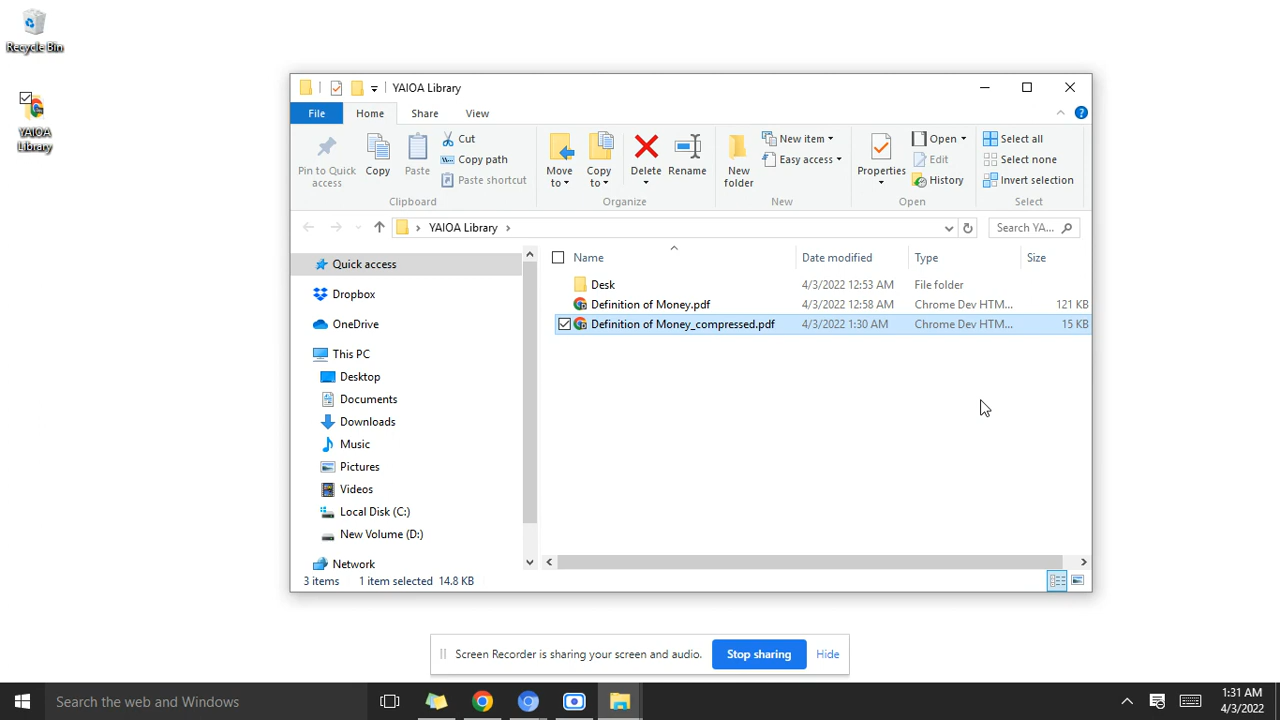 Recycle Bin
YAIOA
Library
YAIOA Library
File Home Share View
Pin to Quick
access
Copy
Paste
Cut
Copy path
Paste shortcut
Clipboard
Move
to
Copy
to
Delete
Rename
Organize
New
folder
New item
Easy access
New
Properties
Open
Edit
History
Open
Select all
Select none
Invert selection
Select
YAIOA Library
Search YA...
Name Date modified Type Size
Desk 4/3/2022 12:53 AM File folder
Definition of Money.pdf 4/3/2022 12:58 AM Chrome Dev HTM... 121 KB
Definition of Money_compressed.pdf 4/3/2022 1:30 AM Chrome Dev HTM... 15 KB
Quick access
Dropbox
OneDrive
This PC
Desktop
Documents
Downloads
Music
Pictures
Videos
Local Disk (C:)
New Volume (D:)
Network
3 items 1 item selected 14.8 KB
Screen Recorder is sharing your screen and audio. Stop sharing Hide
Search the web and Windows
1:31 AM
4/3/2022